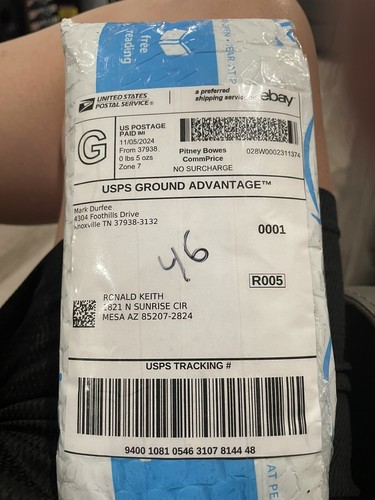 free
reading
UNITED STATES
POSTAL SERVICE®
a preferred
shipping service
ebay
G
US POSTAGE
PAID IMI
11/05/2024
From 37938
0 lbs 5 ozs
Zone 7
Pitney Bowes
CommPrice
NO SURCHARGE
028W0002311374
USPS GROUND ADVANTAGE™
Mark Durfee
4304 Foothills Drive
Knoxville TN 37938-3132
0001
46
R005
RONALD KEITH
1821 N SUNRISE CIR
MESA AZ 85207-2824
USPS TRACKING #
9400 1081 0546 3107 8144 48
AT PE